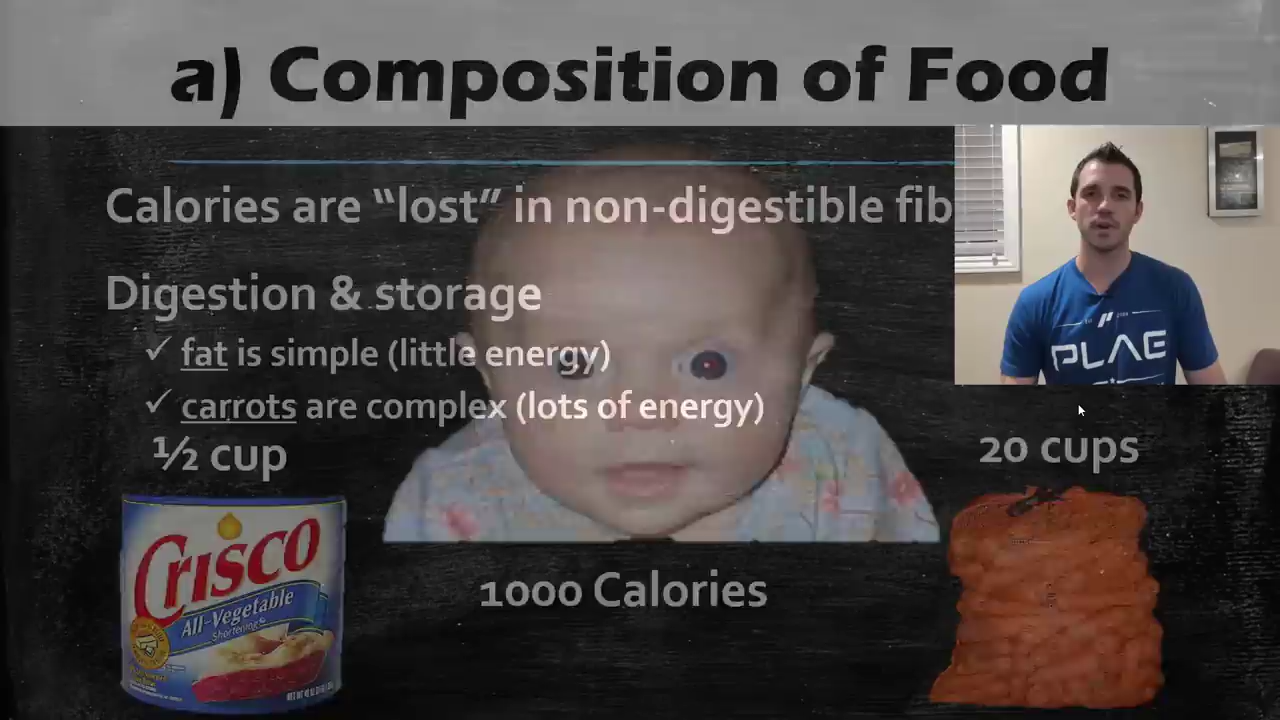 a) Composition of Food
Calories are “lost” in non-digestible fib
Digestion & storage
✓ fat is simple (little energy)
✓ carrots are complex (lots of energy)
½ cup
20 cups
1000 Calories
Crisco
All-Vegetable
Shortening
PLAE